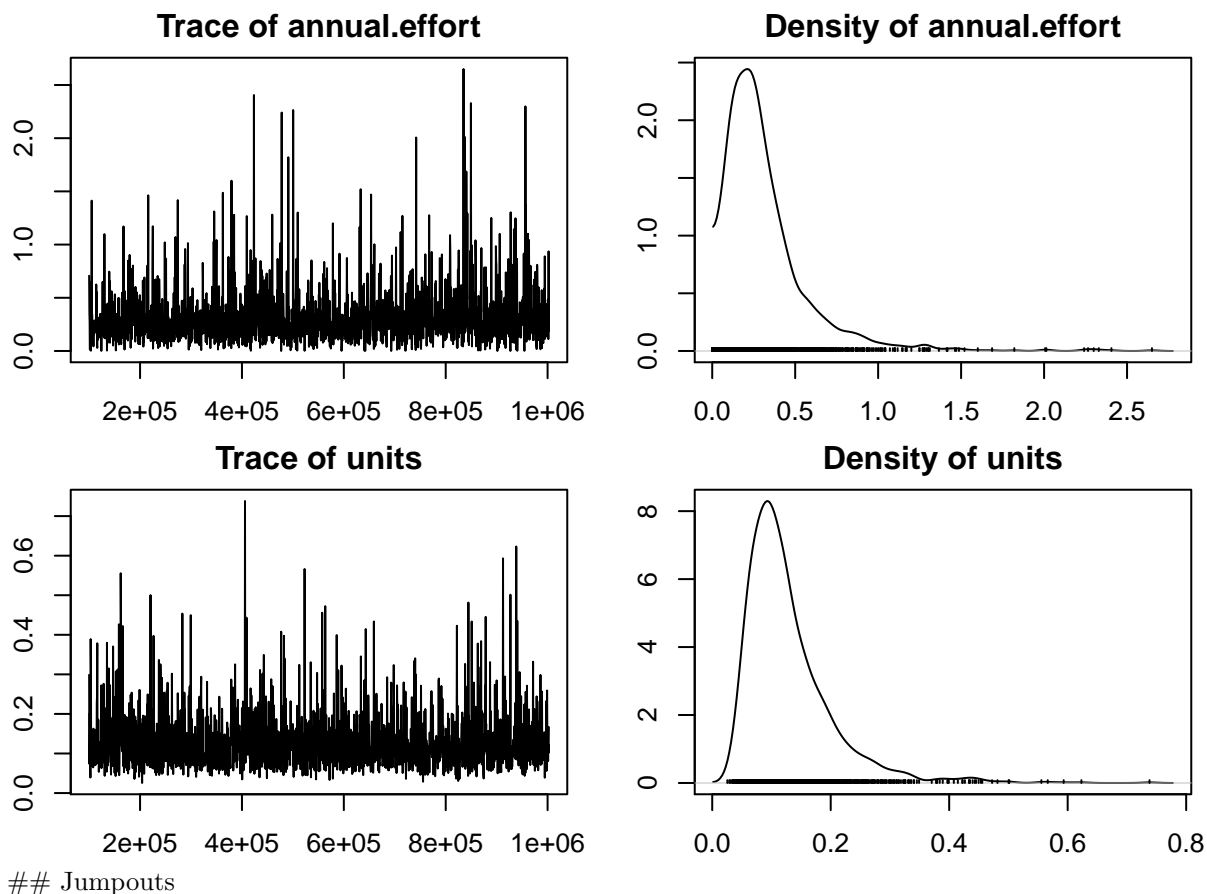 Trace of annual.effort
0.0 1.0 2.0
2e+05 4e+05 6e+05 8e+05 1e+06
Density of annual.effort
0.0 1.0 2.0
0.0 0.5 1.0 1.5 2.0 2.5
Trace of units
0.0 0.2 0.4 0.6
2e+05 4e+05 6e+05 8e+05 1e+06
Density of units
0 2 4 6 8
0.0 0.2 0.4 0.6 0.8
## Jumpouts